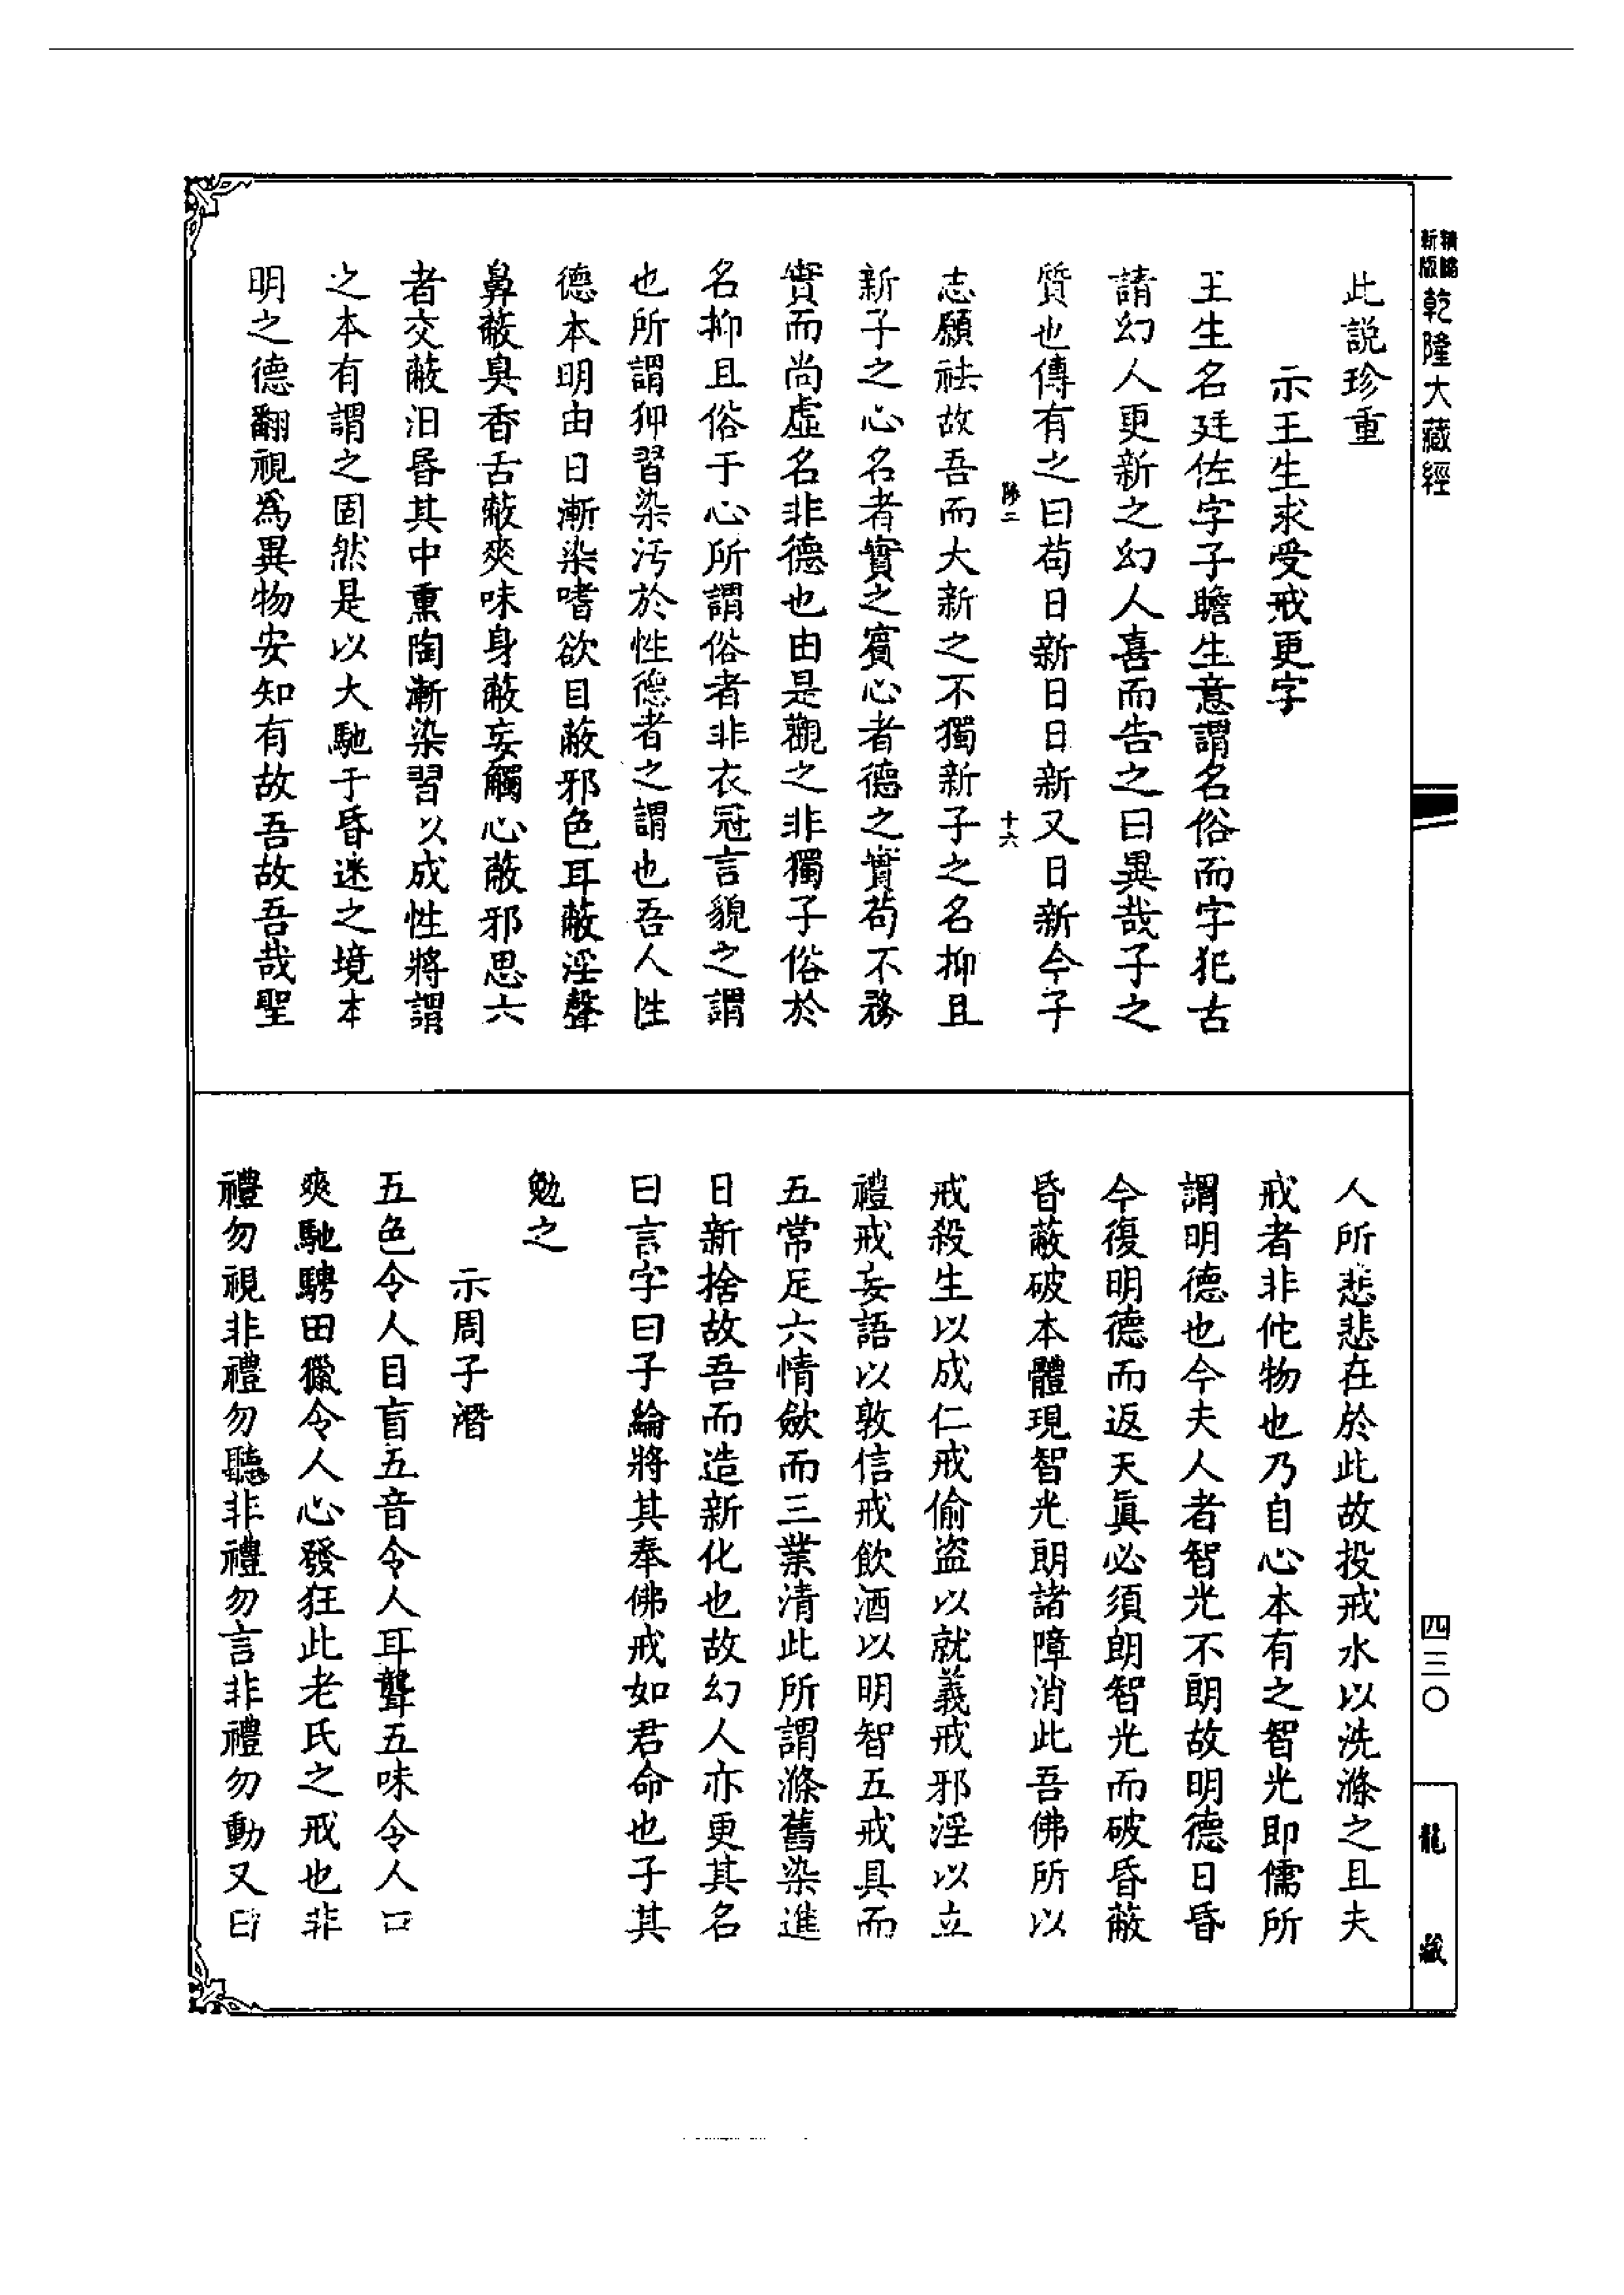 新版精縮乾隆大藏經
此說珍重
示王生求受戒更字
王生名廷佐字子瞻生意謂名俗而字犯古
請幻人更新之幻人喜而告之曰異哉子之
質也傳有之曰苟日新日日新又日新今子
陟二
十六
志願祛故吾而大新之不獨新子之名抑且
新子之心名者實之賓心者德之實苟不務
實而尚虛名非德也由是觀之非獨子俗於
名抑且俗于心所謂俗者非衣冠言貌之謂
也所謂抑習染污於性德者之謂也吾人性
德本明由日漸染嗜欲目蔽邪色耳蔽淫聲
鼻蔽臭香舌蔽爽味身蔽妄觸心蔽邪思六
者交蔽汨昏其中熏陶漸染習以成性將謂
之本有謂之固然是以大馳于昏迷之境本
明之德翻視為異物安知有故吾故吾哉聖
人所悲悲在於此故投戒水以洗滌之且夫
戒者非佗物也乃自心本有之智光即儒所
謂明德也今夫人者智光不朗故明德日昏
今復明德而返天真必須朗智光而破昏蔽
昏蔽破本體現智光朗諸障消此吾佛所以
戒殺生以成仁戒偷盜以就義戒邪淫以立
禮戒妄語以敦信戒飲酒以明智五戒具而
五常足六情斂而三業清此所謂滌舊染進
日新捨故吾而造新化也故幻人亦更其名
曰言字曰子綸將其奉佛戒如君命也子其
勉之
示周子潛
五色令人目盲五音令人耳聾五味令人口
爽馳騁田獵令人心發狂此老氏之戒也非
禮勿視非禮勿聽非禮勿言非禮勿動又曰
四三〇
龍藏